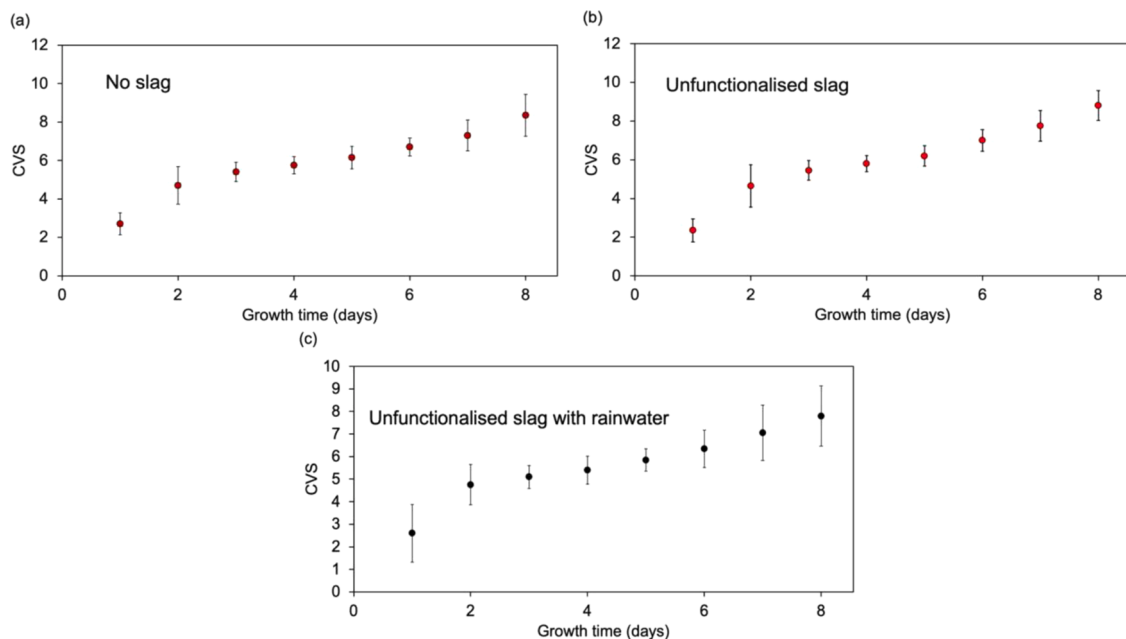 (a)
12
10
8
6
4
2
0
No slag
CVS
0 2 4 6 8
Growth time (days)
(b)
12
10
8
6
4
2
0
Unfunctionalised slag
CVS
0 2 4 6 8
Growth time (days)
(c)
10
9
8
7
6
5
4
3
2
1
0
Unfunctionalised slag with rainwater
CVS
0 2 4 6 8
Growth time (days)